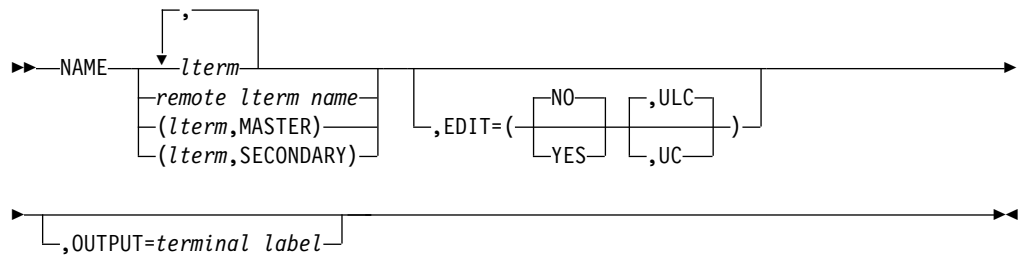 ,
NAME lterm
remote lterm name
(lterm,MASTER)
(lterm,SECONDARY)
,EDIT=( NO ,ULC )
YES ,UC
,OUTPUT=terminal label